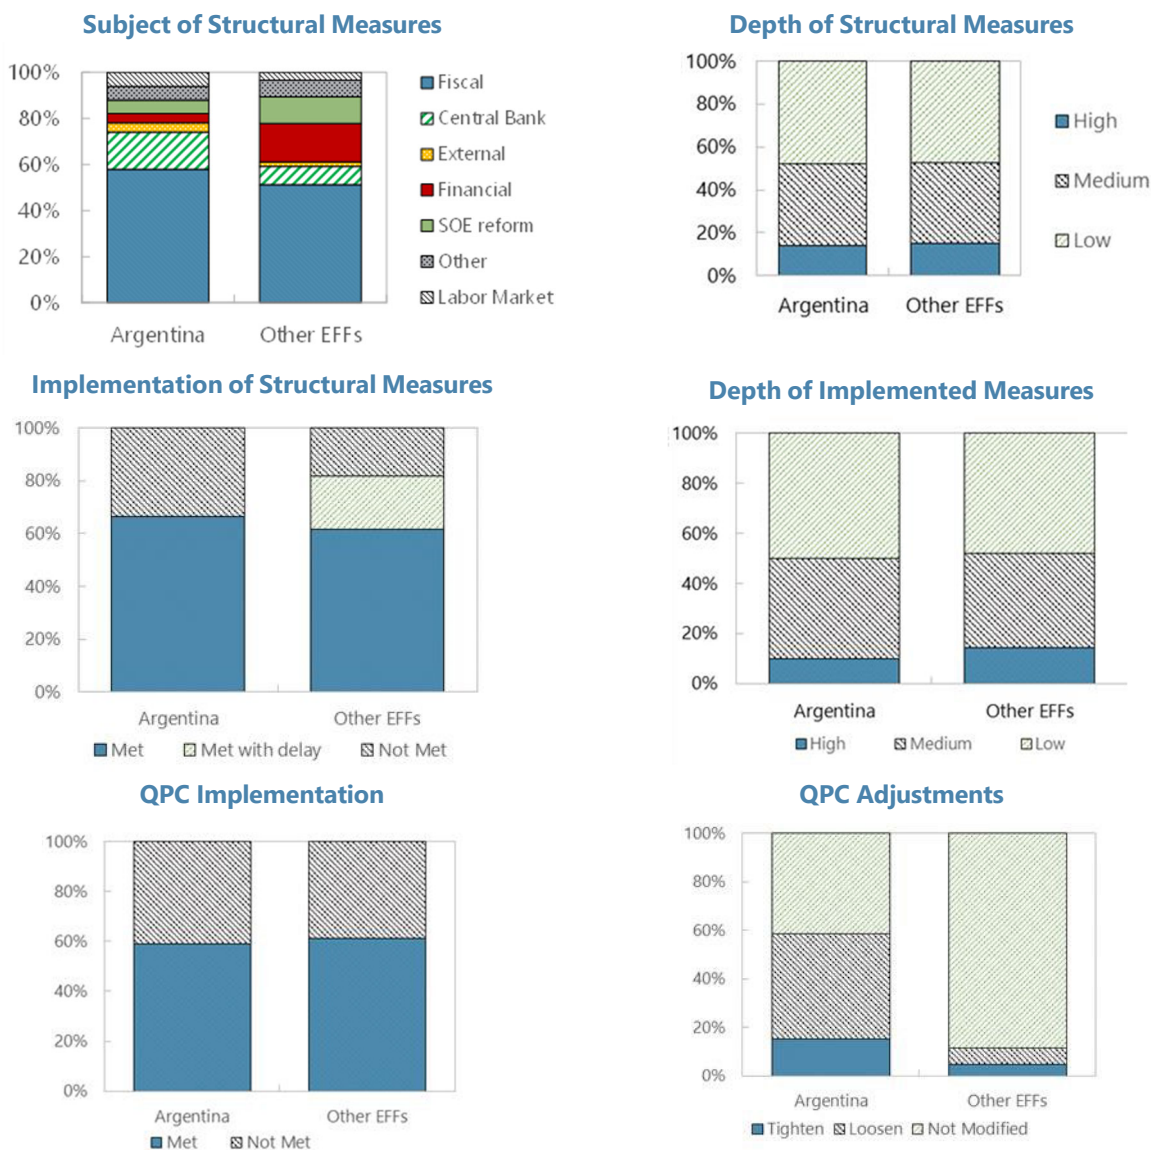 Subject of Structural Measures
100%
80%
60%
40%
20%
0%
Argentina Other EFFs
Fiscal
Central Bank
External
Financial
SOE reform
Other
Labor Market
Depth of Structural Measures
100%
80%
60%
40%
20%
0%
Argentina Other EFFs
High
Medium
Low
Implementation of Structural Measures
100%
80%
60%
40%
20%
0%
Argentina Other EFFs
Met Met with delay Not Met
Depth of Implemented Measures
100%
80%
60%
40%
20%
0%
Argentina Other EFFs
High Medium Low
QPC Implementation
100%
80%
60%
40%
20%
0%
Argentina Other EFFs
Met Not Met
QPC Adjustments
100%
80%
60%
40%
20%
0%
Argentina Other EFFs
Tighten Loosen Not Modified